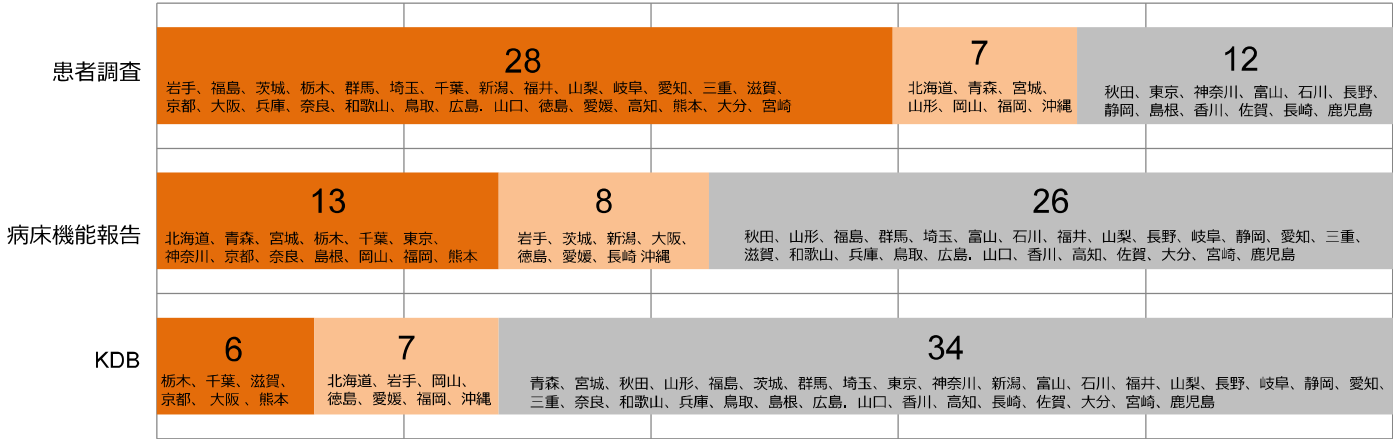 患者調査
28
岩手、福島、茨城、栃木、群馬、埼玉、千葉、新潟、福井、山梨、岐阜、愛知、三重、滋賀、
京都、大阪、兵庫、奈良、和歌山、鳥取、広島．山口、徳島、愛媛、高知、熊本、大分、宮崎
7
北海道、青森、宮城、
山形、岡山、福岡、沖縄
12
秋田、東京、神奈川、富山、石川、長野、
静岡、島根、香川、佐賀、長崎、鹿児島
病床機能報告
13
北海道、青森、宮城、栃木、千葉、東京、
神奈川、京都、奈良、島根、岡山、福岡、熊本
8
岩手、茨城、新潟、大阪、
徳島、愛媛、長崎 沖縄
26
秋田、山形、福島、群馬、埼玉、富山、石川、福井、山梨、長野、岐阜、静岡、愛知、三重、
滋賀、和歌山、兵庫、鳥取、広島．山口、香川、高知、佐賀、大分、宮崎、鹿児島
KDB
6
栃木、千葉、滋賀、
京都、大阪、熊本
7
北海道、岩手、岡山、
徳島、愛媛、福岡、沖縄
34
青森、宮城、秋田、山形、福島、茨城、群馬、埼玉、東京、神奈川、新潟、富山、石川、福井、山梨、長野、岐阜、静岡、愛知、
三重、奈良、和歌山、兵庫、鳥取、島根、広島．山口、香川、高知、長崎、佐賀、大分、宮崎、鹿児島